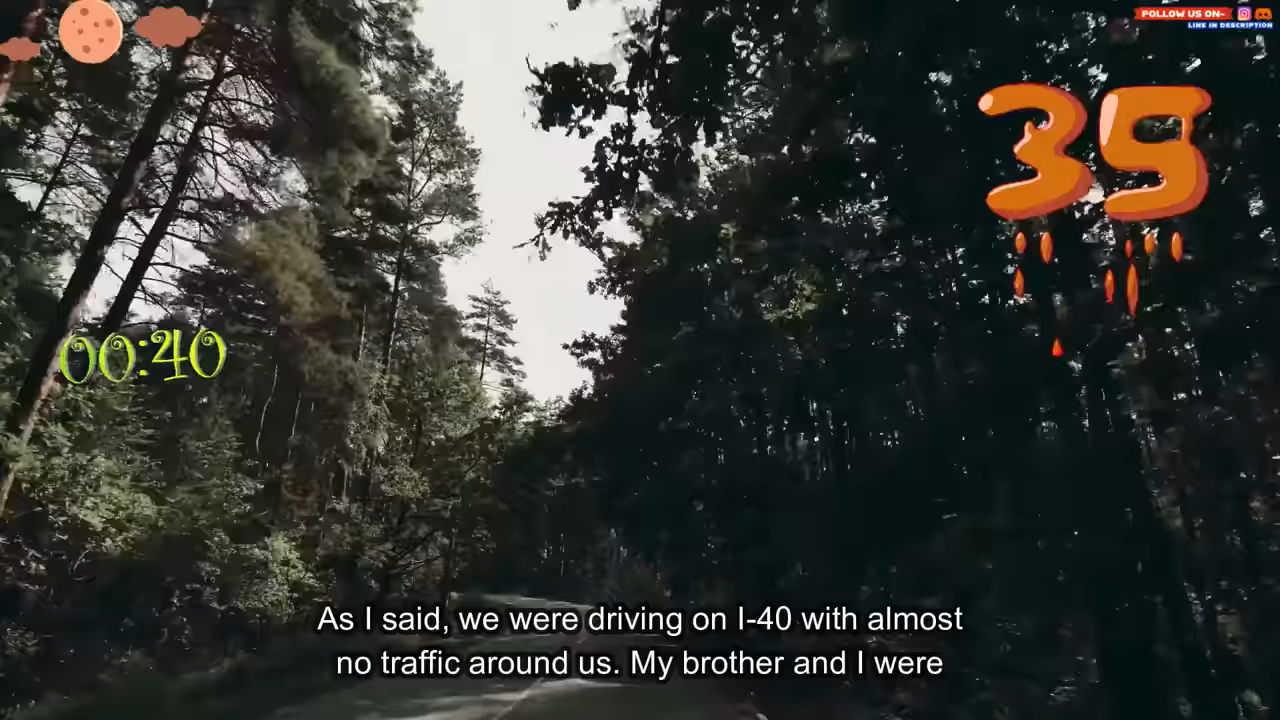 FOLLOW US ON-
LINK IN DESCRIPTION
35
00:40
As I said, we were driving on I-40 with almost
no traffic around us. My brother and I were